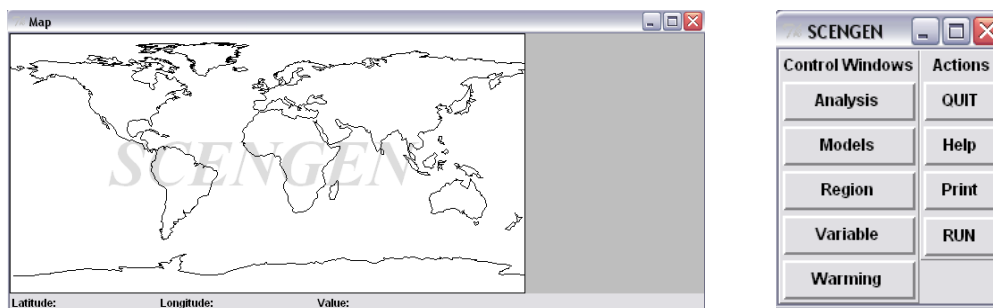 Map
SCENGEN
Latitude: Longitude: Value:
SCENGEN
Control Windows Actions
Analysis QUIT
Models Help
Region Print
Variable RUN
Warming